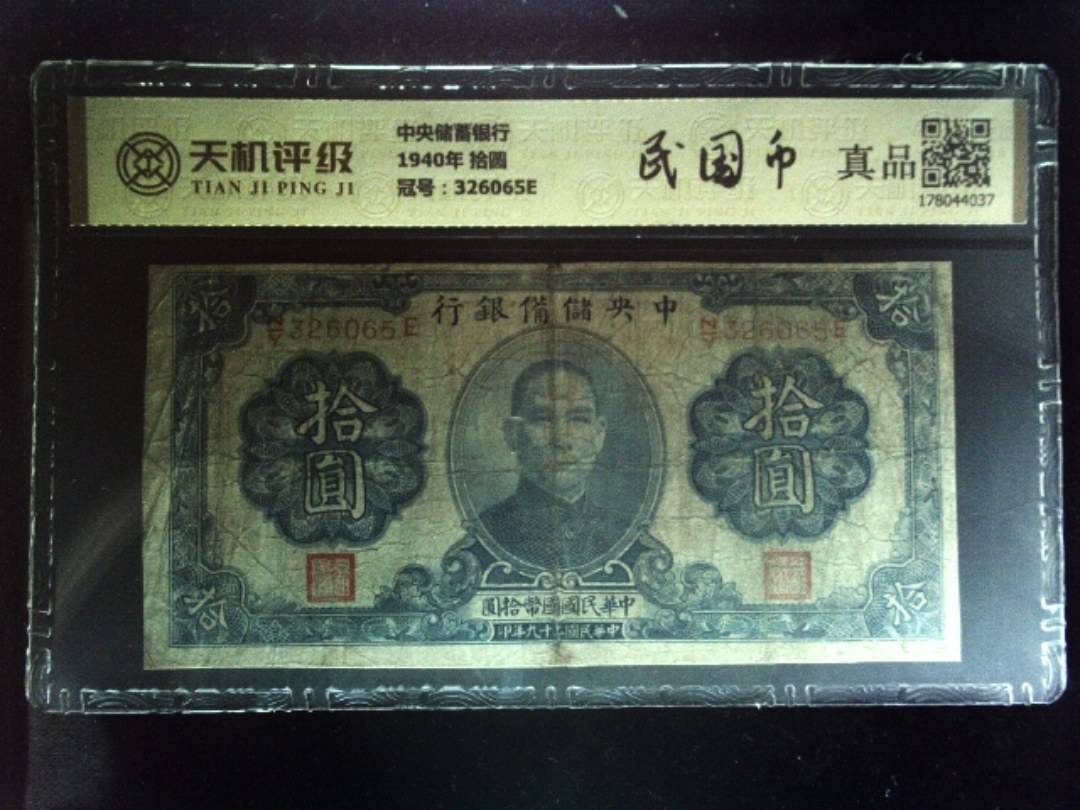 天机评级
TIAN JI PING JI
中央储蓄银行
1940年 拾圆
冠号：326065E
民国币
真品
178044037
行銀備儲央中
N/Y 326065E
N/Y 326065E
拾
拾
拾圓
拾圓
圓拾幣國國民華中
印年九十二國民華中
拾
拾